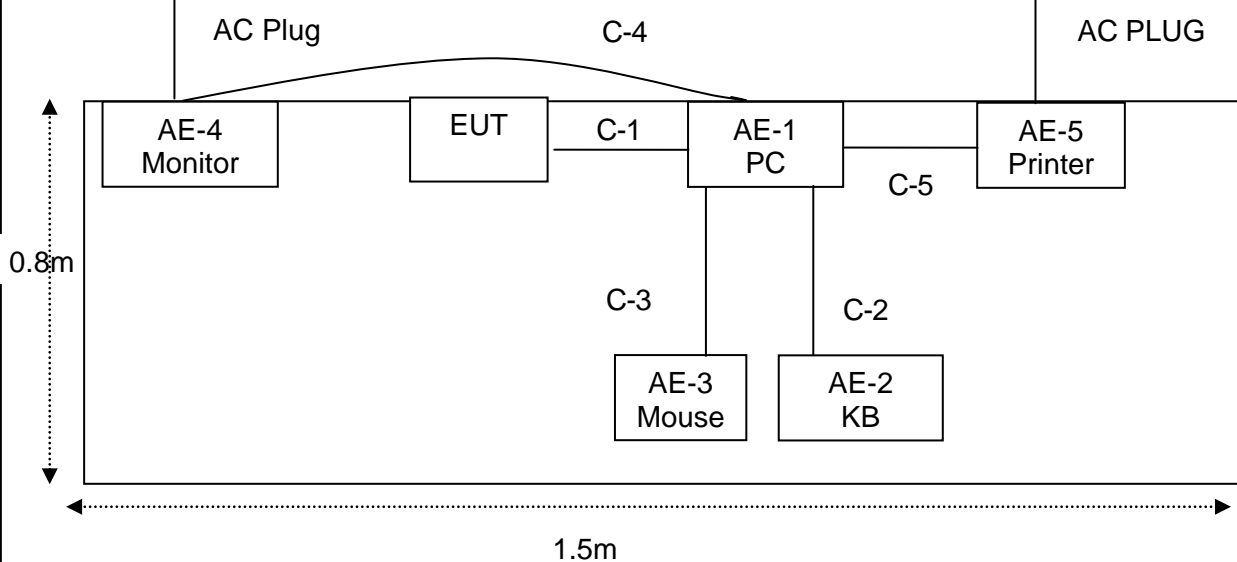 AC Plug
C-4
AC PLUG
AE-4
Monitor
EUT
C-1
AE-1
PC
AE-5
Printer
C-5
0.8m
C-3
C-2
AE-3
Mouse
AE-2
KB
1.5m